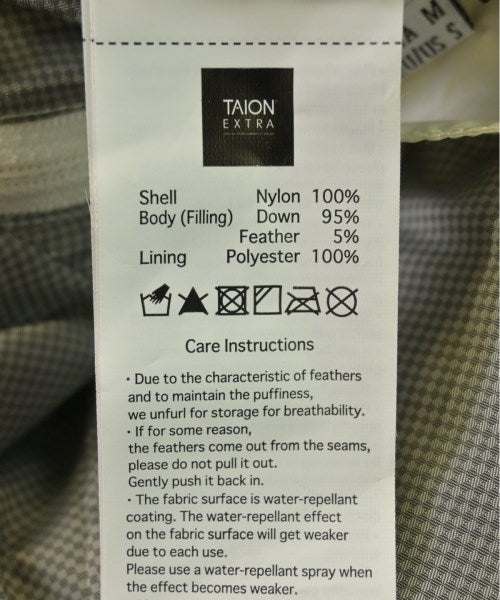 A M
US S
TAION
EXTRA
Shell Nylon 100%
Body (Filling) Down 95%
Feather 5%
Lining Polyester 100%
Care Instructions
・Due to the characteristic of feathers
and to maintain the puffiness,
we unfurl for storage for breathability.
・If for some reason,
the feathers come out from the seams,
please do not pull it out.
Gently push it back in.
・The fabric surface is water-repellant
coating. The water-repellant effect
on the fabric surface will get weaker
due to each use.
Please use a water-repellant spray when
the effect becomes weaker.